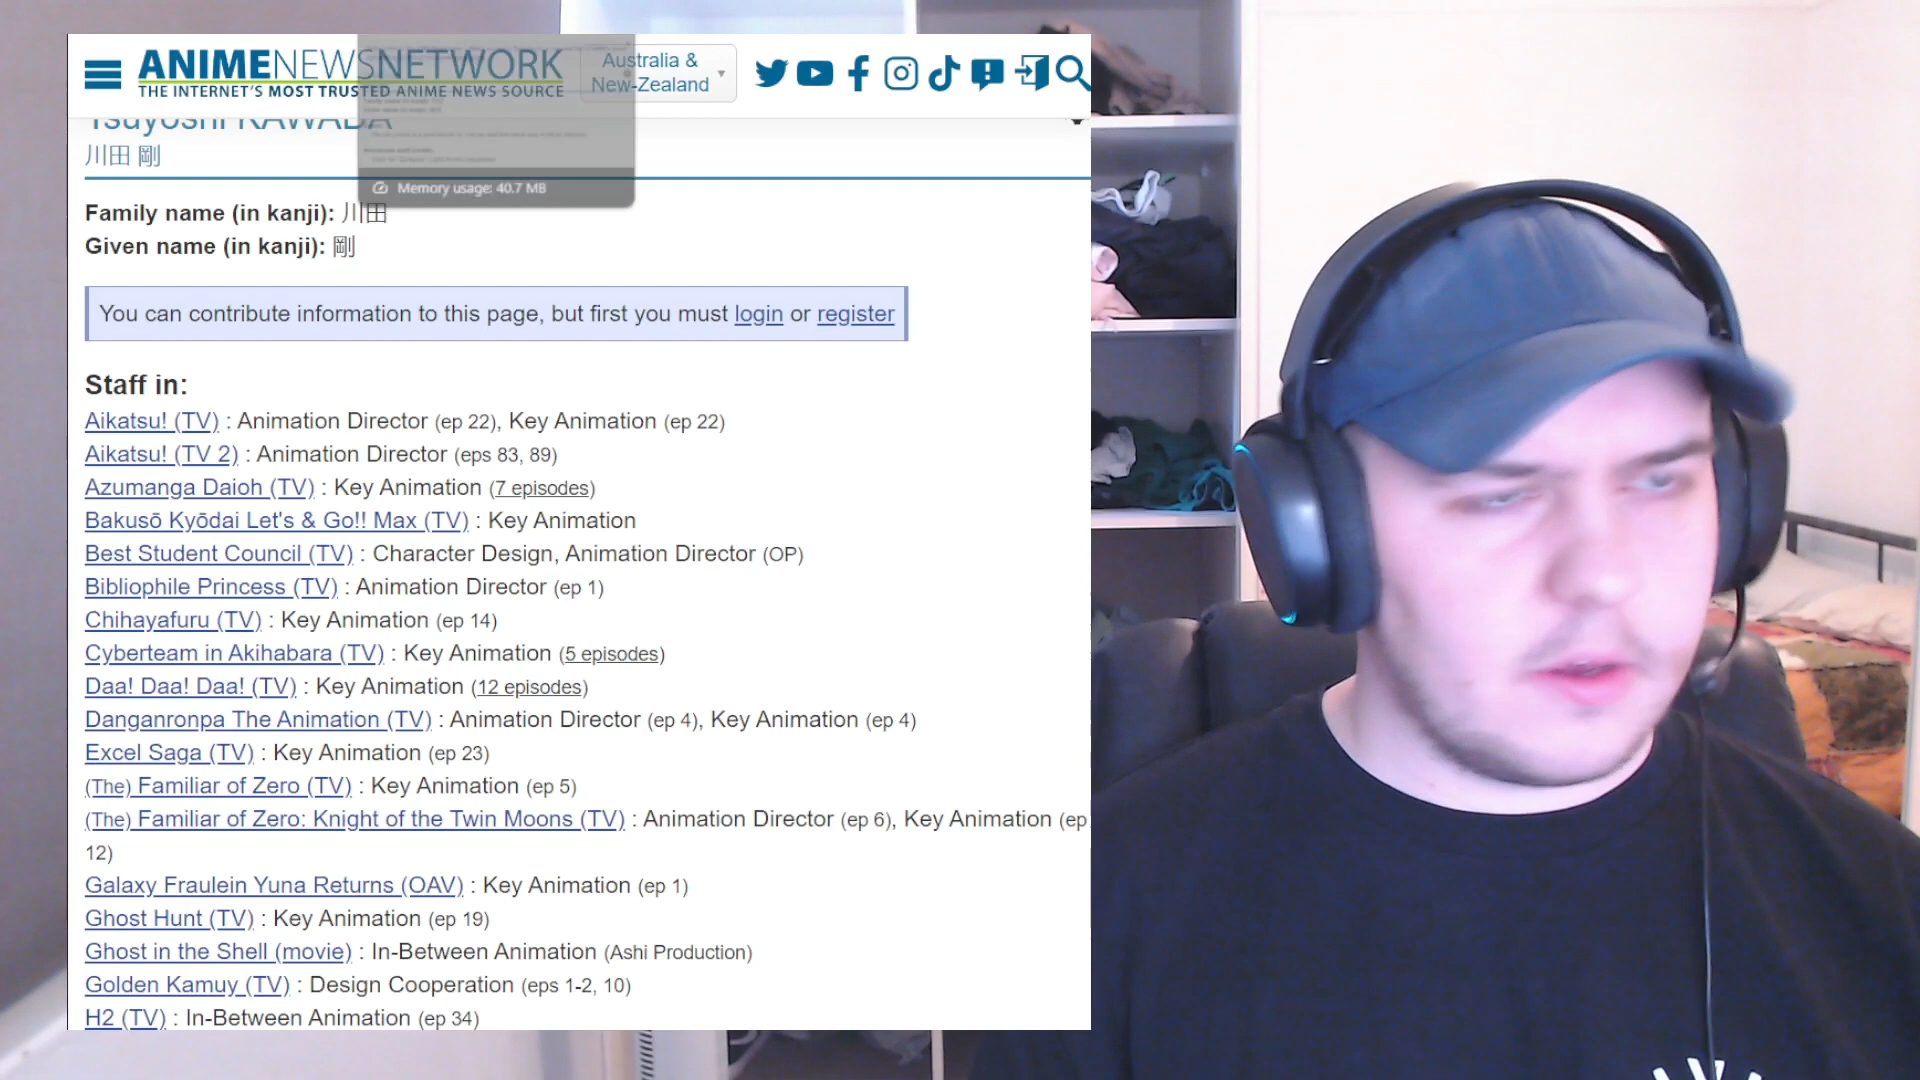 ANIMENEWSNETWORK
THE INTERNET'S MOST TRUSTED ANIME NEWS SOURCE
Australia &
New-Zealand
Tsuyoshi KAWADA
川田 剛
Memory usage: 40.7 MB
Family name (in kanji): 川田
Given name (in kanji): 剛
You can contribute information to this page, but first you must login or register
Staff in:
Aikatsu! (TV) : Animation Director (ep 22), Key Animation (ep 22)
Aikatsu! (TV 2) : Animation Director (eps 83, 89)
Azumanga Daioh (TV) : Key Animation (7 episodes)
Bakusō Kyōdai Let's & Go!! Max (TV) : Key Animation
Best Student Council (TV) : Character Design, Animation Director (OP)
Bibliophile Princess (TV) : Animation Director (ep 1)
Chihayafuru (TV) : Key Animation (ep 14)
Cyberteam in Akihabara (TV) : Key Animation (5 episodes)
Daa! Daa! Daa! (TV) : Key Animation (12 episodes)
Danganronpa The Animation (TV) : Animation Director (ep 4), Key Animation (ep 4)
Excel Saga (TV) : Key Animation (ep 23)
(The) Familiar of Zero (TV) : Key Animation (ep 5)
(The) Familiar of Zero: Knight of the Twin Moons (TV) : Animation Director (ep 6), Key Animation (ep
12)
Galaxy Fraulein Yuna Returns (OAV) : Key Animation (ep 1)
Ghost Hunt (TV) : Key Animation (ep 19)
Ghost in the Shell (movie) : In-Between Animation (Ashi Production)
Golden Kamuy (TV) : Design Cooperation (eps 1-2, 10)
H2 (TV) : In-Between Animation (ep 34)